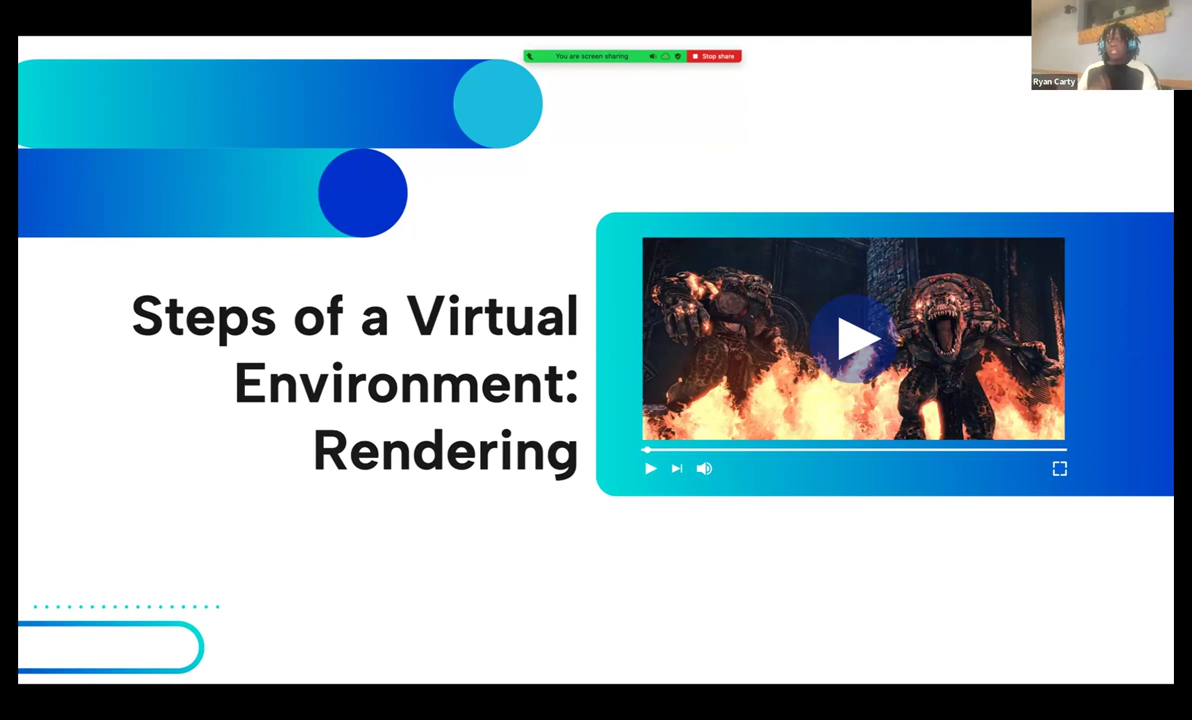 You are screen sharing
Stop share
Ryan Carty
Steps of a Virtual
Environment:
Rendering